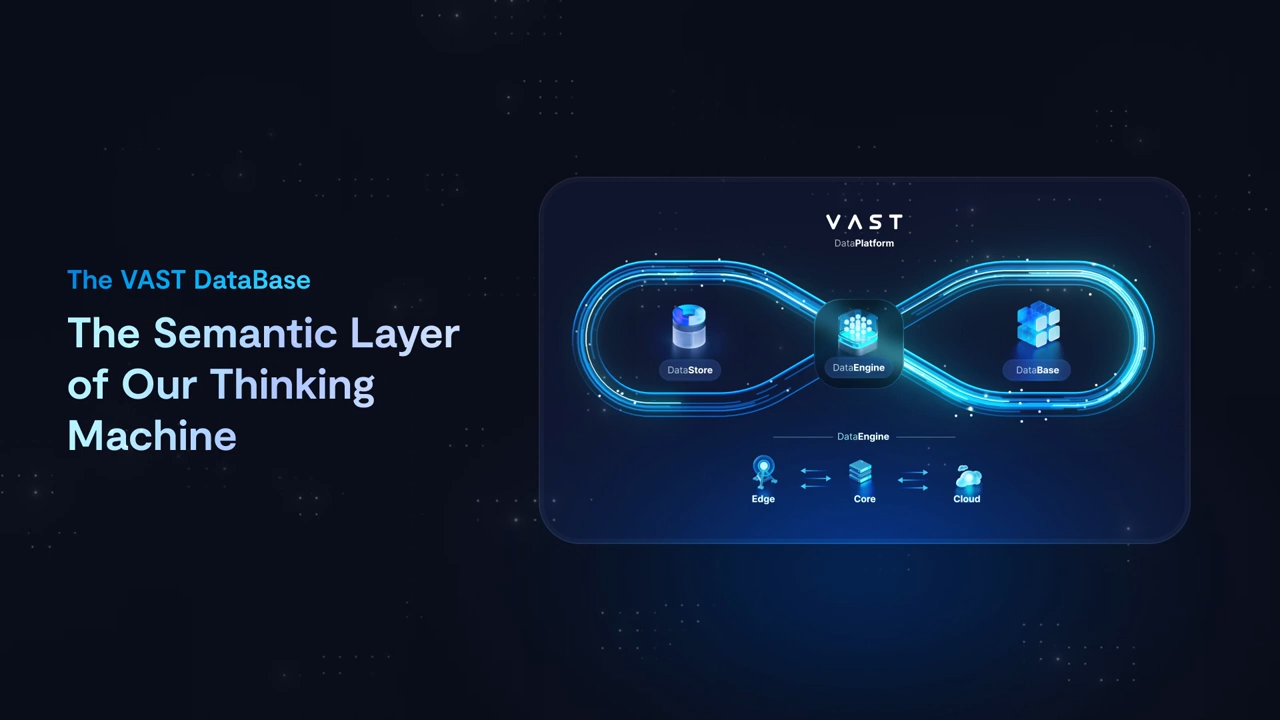 The VAST DataBase
The Semantic Layer
of Our Thinking
Machine
VAST
DataPlatform
DataStore
DataEngine
DataBase
DataEngine
Edge
Core
Cloud